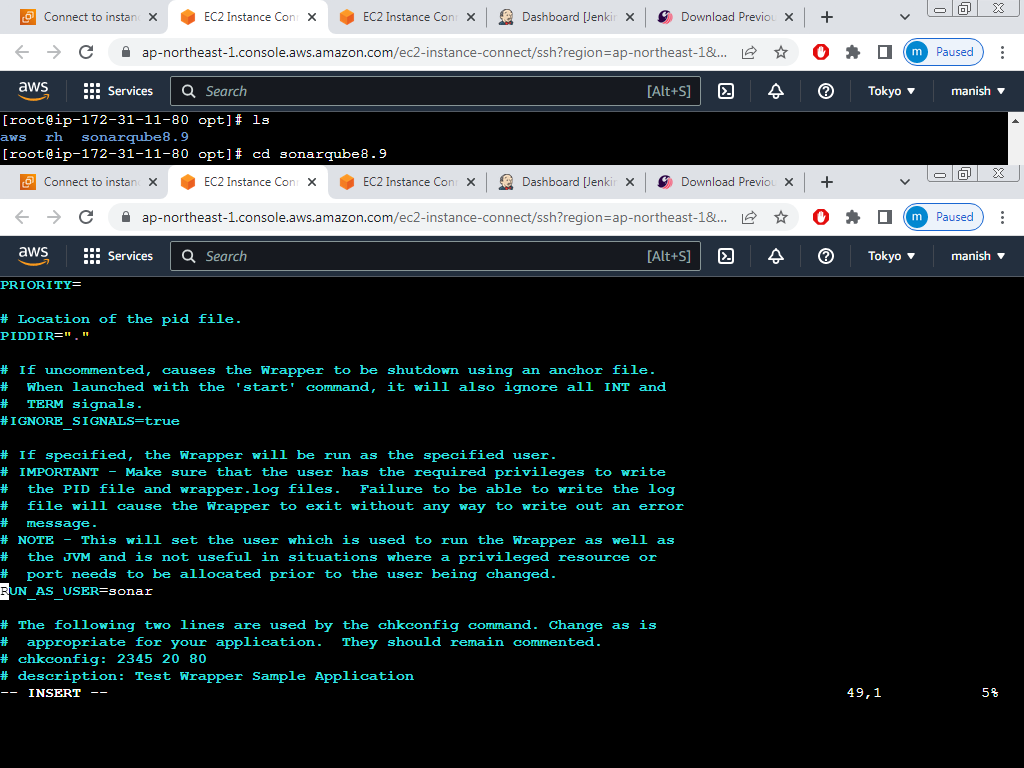 Connect to instan
EC2 Instance Con
EC2 Instance Con
Dashboard [Jenki
Download Previou
ap-northeast-1.console.aws.amazon.com/ec2-instance-connect/ssh?region=ap-northeast-1&...
m Paused
aws Services Search [Alt+S] Tokyo ▼ manish ▼
[root@ip-172-31-11-80 opt]# ls
aws  rh  sonarqube8.9
[root@ip-172-31-11-80 opt]# cd sonarqube8.9
Connect to instan
EC2 Instance Con
EC2 Instance Con
Dashboard [Jenki
Download Previou
ap-northeast-1.console.aws.amazon.com/ec2-instance-connect/ssh?region=ap-northeast-1&...
m Paused
aws Services Search [Alt+S] Tokyo ▼ manish ▼
PRIORITY=
# Location of the pid file.
PIDDIR="."
# If uncommented, causes the Wrapper to be shutdown using an anchor file.
#  When launched with the 'start' command, it will also ignore all INT and
#  TERM signals.
#IGNORE_SIGNALS=true
# If specified, the Wrapper will be run as the specified user.
# IMPORTANT - Make sure that the user has the required privileges to write
#  the PID file and wrapper.log files.  Failure to be able to write the log
#  file will cause the Wrapper to exit without any way to write out an error
#  message.
# NOTE - This will set the user which is used to run the Wrapper as well as
#  the JVM and is not useful in situations where a privileged resource or
#  port needs to be allocated prior to the user being changed.
RUN_AS_USER=sonar
# The following two lines are used by the chkconfig command. Change as is
#  appropriate for your application.  They should remain commented.
# chkconfig: 2345 20 80
# description: Test Wrapper Sample Application
-- INSERT -- 49,1 5%